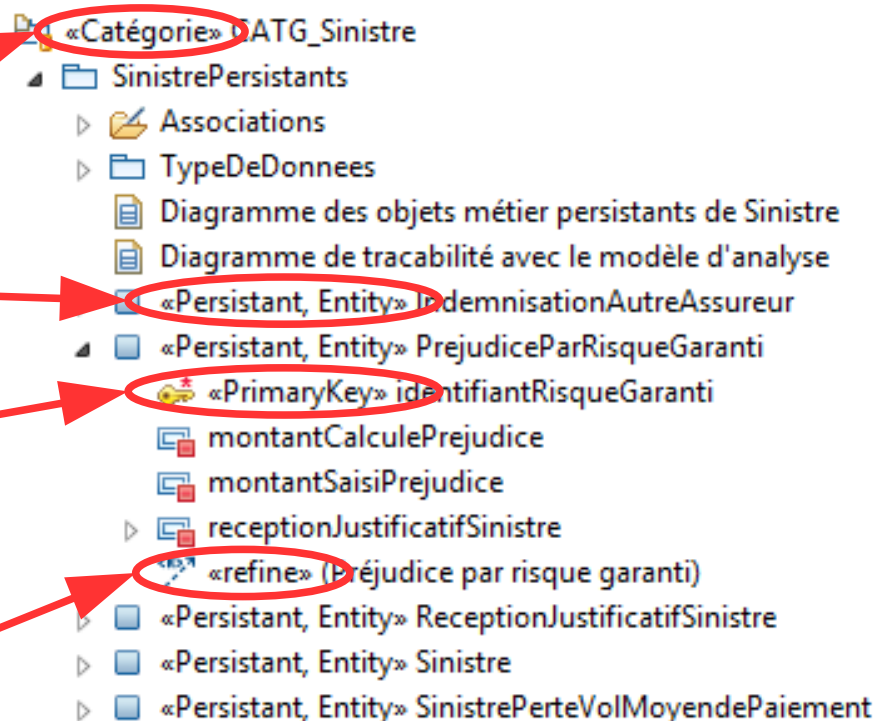 «Catégorie» CATG_Sinistre
SinistrePersistants
Associations
TypeDeDonnees
Diagramme des objets métier persistants de Sinistre
Diagramme de tracabilité avec le modèle d'analyse
«Persistant, Entity» IndemnisationAutreAssureur
«Persistant, Entity» PrejudiceParRisqueGaranti
«PrimaryKey» identifiantRisqueGaranti
montantCalculePrejudice
montantSaisiPrejudice
receptionJustificatifSinistre
«refine» (Préjudice par risque garanti)
«Persistant, Entity» ReceptionJustificatifSinistre
«Persistant, Entity» Sinistre
«Persistant, Entity» SinistrePerteVolMoyendePaiement